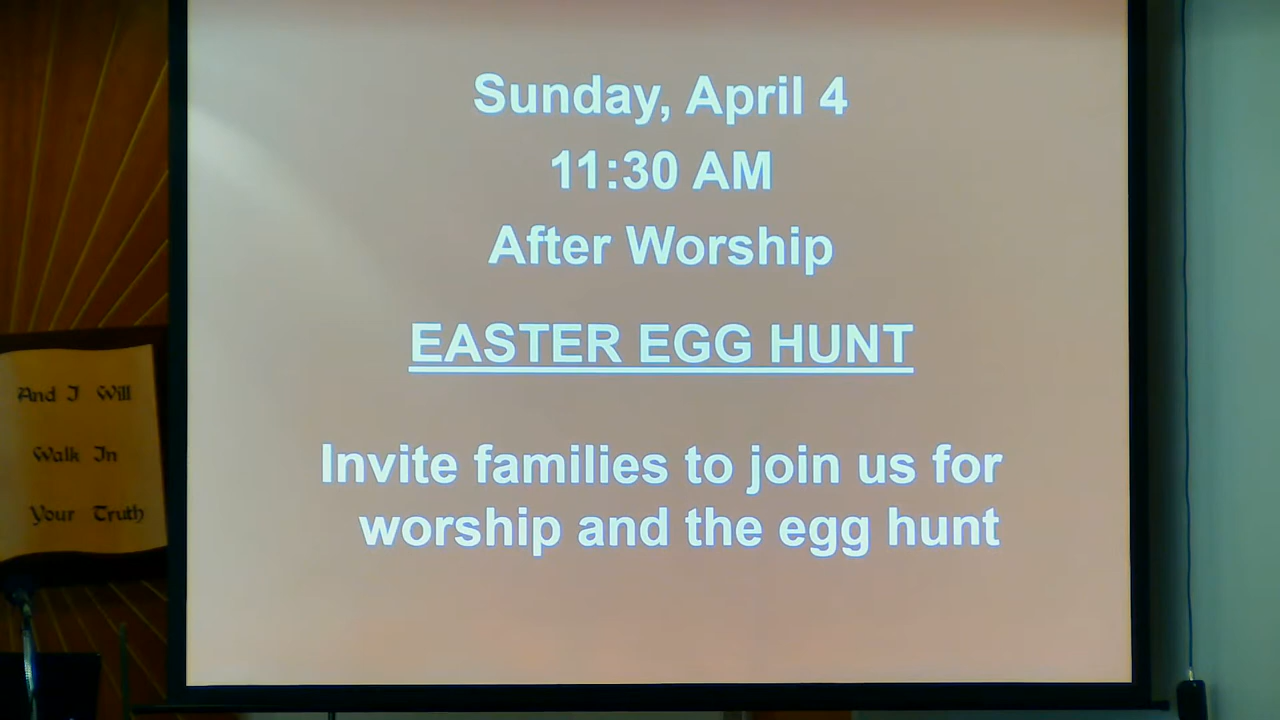 Sunday, April 4
11:30 AM
After Worship
EASTER EGG HUNT
Invite families to join us for
worship and the egg hunt
And I Will
Walk In
Your Truth